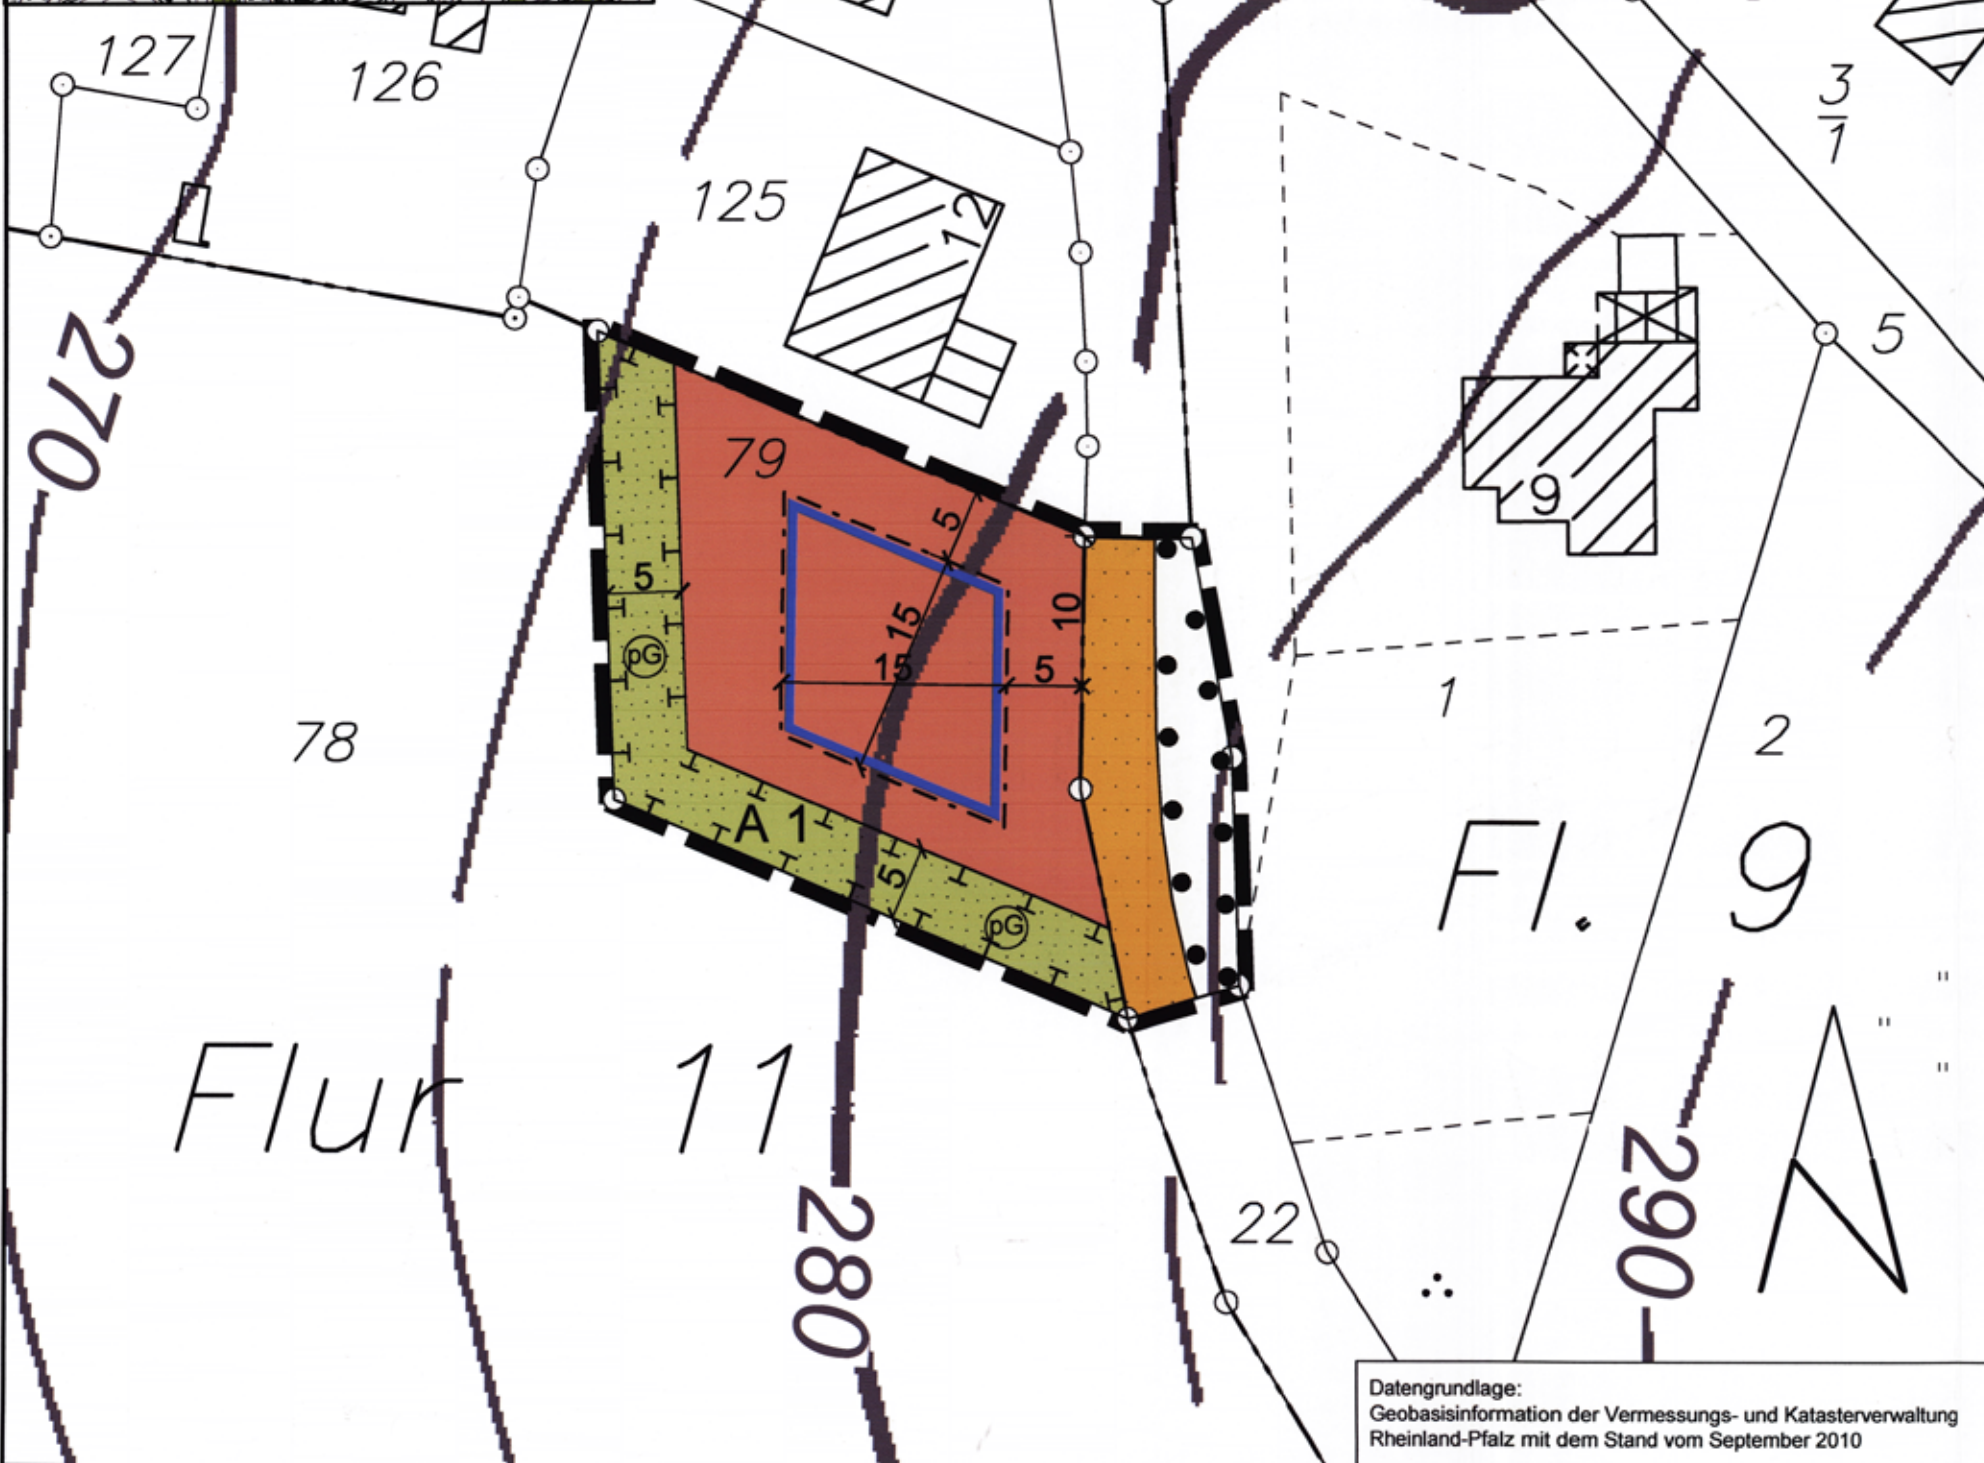 127
126
3
1
125
12
5
270
79
9
5
5
10
15
15
5
pG
1
78
2
A 1
Fl. 9
5
pG
Flur 11
290
22
280
N
Datengrundlage:
Geobasisinformation der Vermessungs- und Katasterverwaltung
Rheinland-Pfalz mit dem Stand vom September 2010